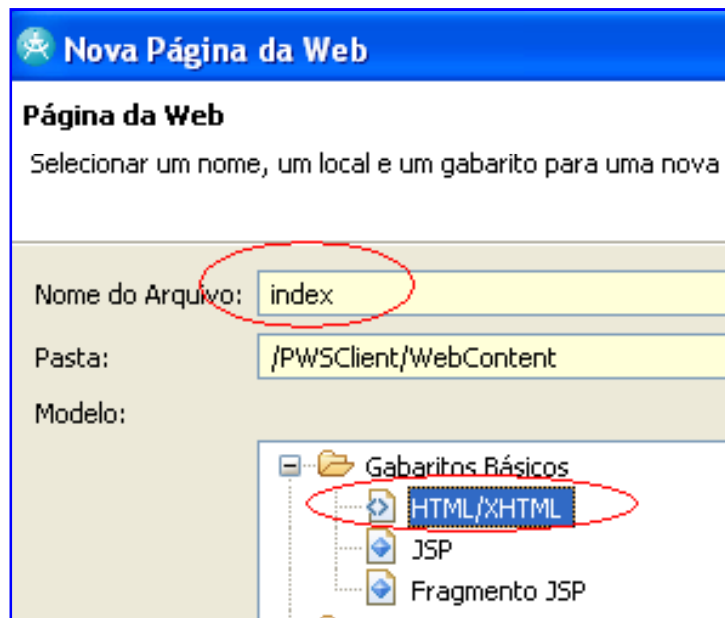 Nova Página da Web
Página da Web
Selecionar um nome, um local e um gabarito para uma nova
Nome do Arquivo: index
Pasta: /PWSClient/WebContent
Modelo:
Gabaritos Básicos
HTML/XHTML
JSP
Fragmento JSP